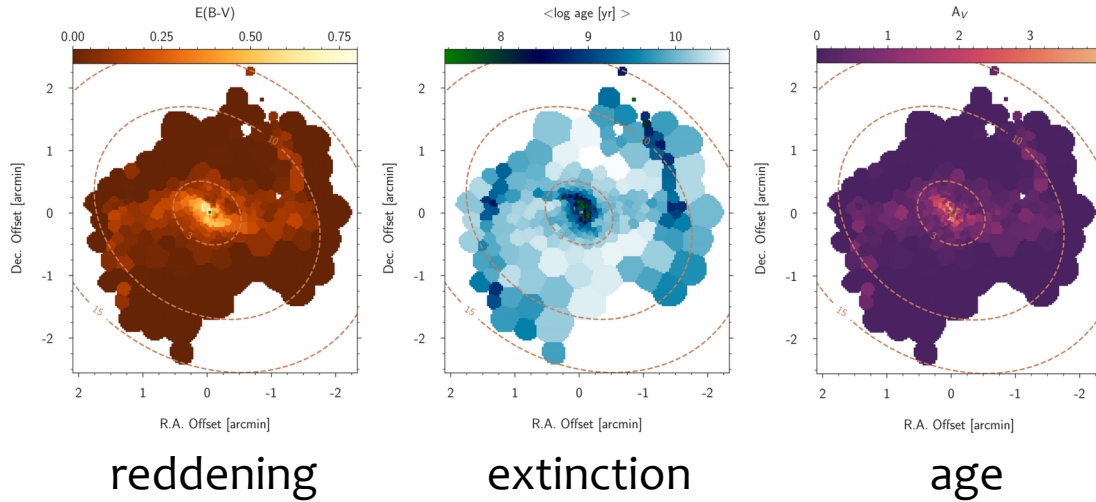 E(B-V)
0.00 0.25 0.50 0.75
<log age [yr] >
8 9 10
A_V
0 1 2 3
2
1
0
-1
-2
Dec. Offset [arcmin]
10
5
15
2 1 0 -1 -2
R.A. Offset [arcmin]
2
1
0
-1
-2
Dec. Offset [arcmin]
10
15
2 1 0 -1 -2
R.A. Offset [arcmin]
2
1
0
-1
-2
Dec. Offset [arcmin]
10
15
2 1 0 -1 -2
R.A. Offset [arcmin]
reddening
extinction
age